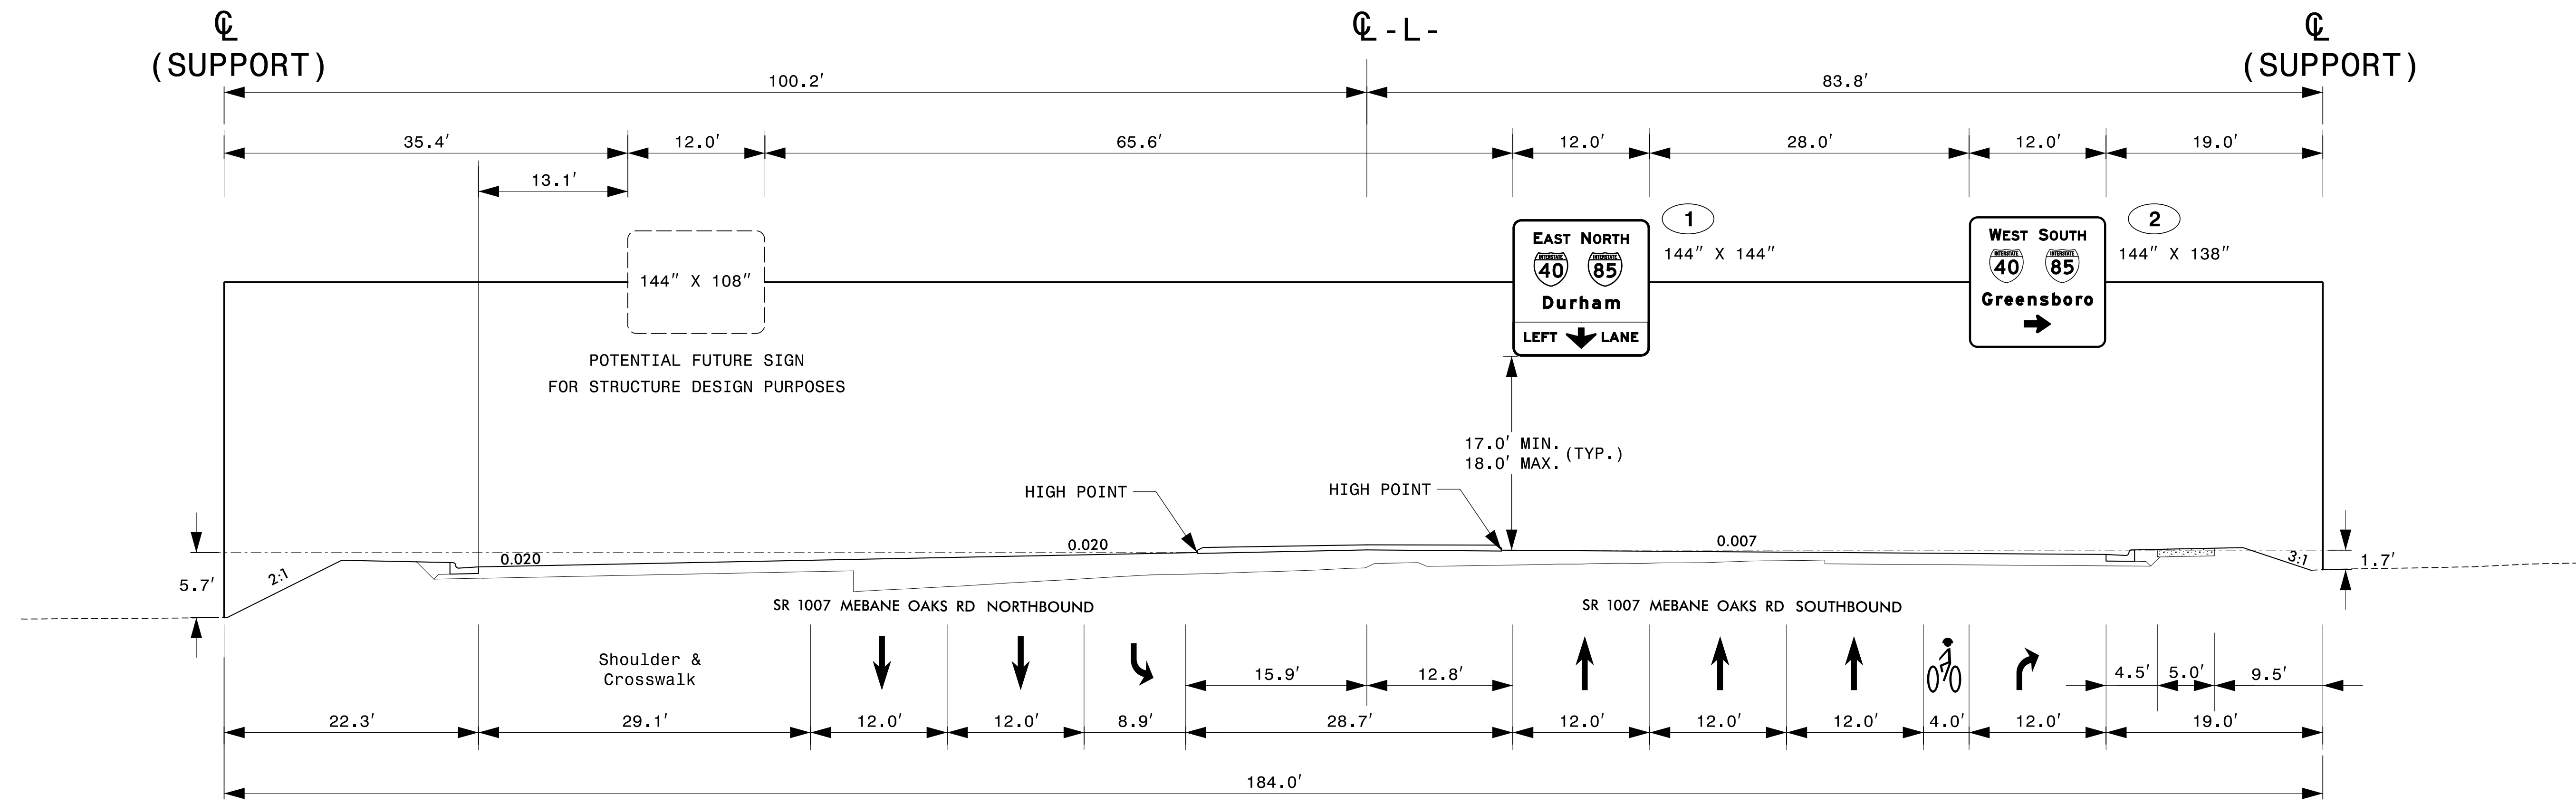 ℄
(SUPPORT)
℄ -L-
℄
(SUPPORT)
100.2'
83.8'
35.4'
12.0'
65.6'
12.0'
28.0'
12.0'
19.0'
13.1'
144" X 108"
POTENTIAL FUTURE SIGN
FOR STRUCTURE DESIGN PURPOSES
EAST NORTH
INTERSTATE INTERSTATE
40 85
Durham
LEFT LANE
1
144" X 144"
WEST SOUTH
INTERSTATE INTERSTATE
40 85
Greensboro
2
144" X 138"
17.0' MIN.
18.0' MAX.
(TYP.)
HIGH POINT
HIGH POINT
5.7'
2:1
0.020
0.020
0.007
3:1
1.7'
SR 1007 MEBANE OAKS RD NORTHBOUND
SR 1007 MEBANE OAKS RD SOUTHBOUND
Shoulder &
Crosswalk
15.9'
12.8'
4.5'
5.0'
9.5'
22.3'
29.1'
12.0'
12.0'
8.9'
28.7'
12.0'
12.0'
12.0'
4.0'
12.0'
19.0'
184.0'